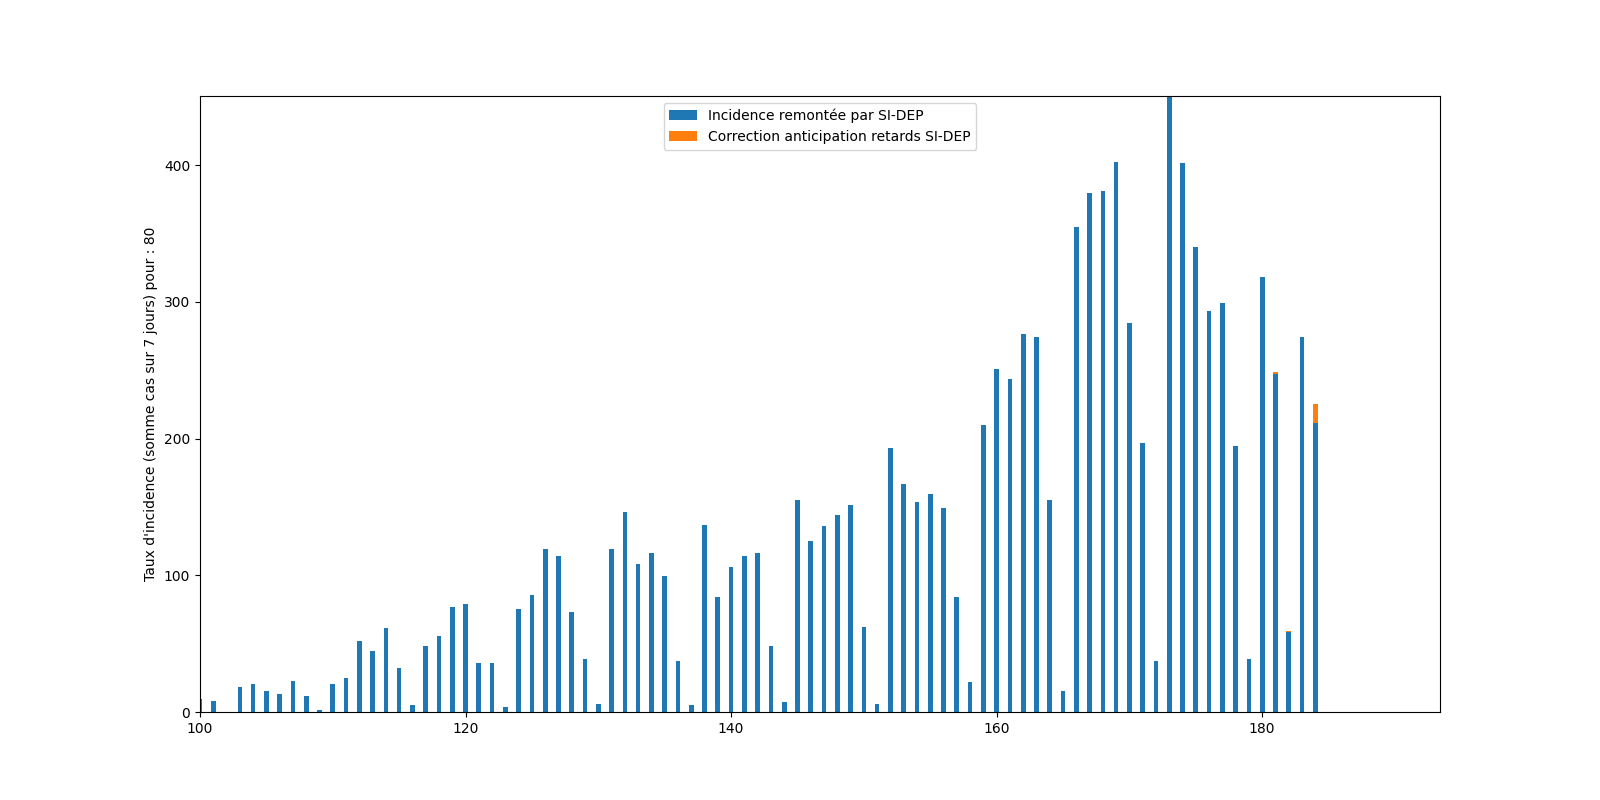 Incidence remontée par SI-DEP
Correction anticipation retards SI-DEP
Taux d'incidence (somme cas sur 7 jours) pour : 80
400
300
200
100
0
100 120 140 160 180